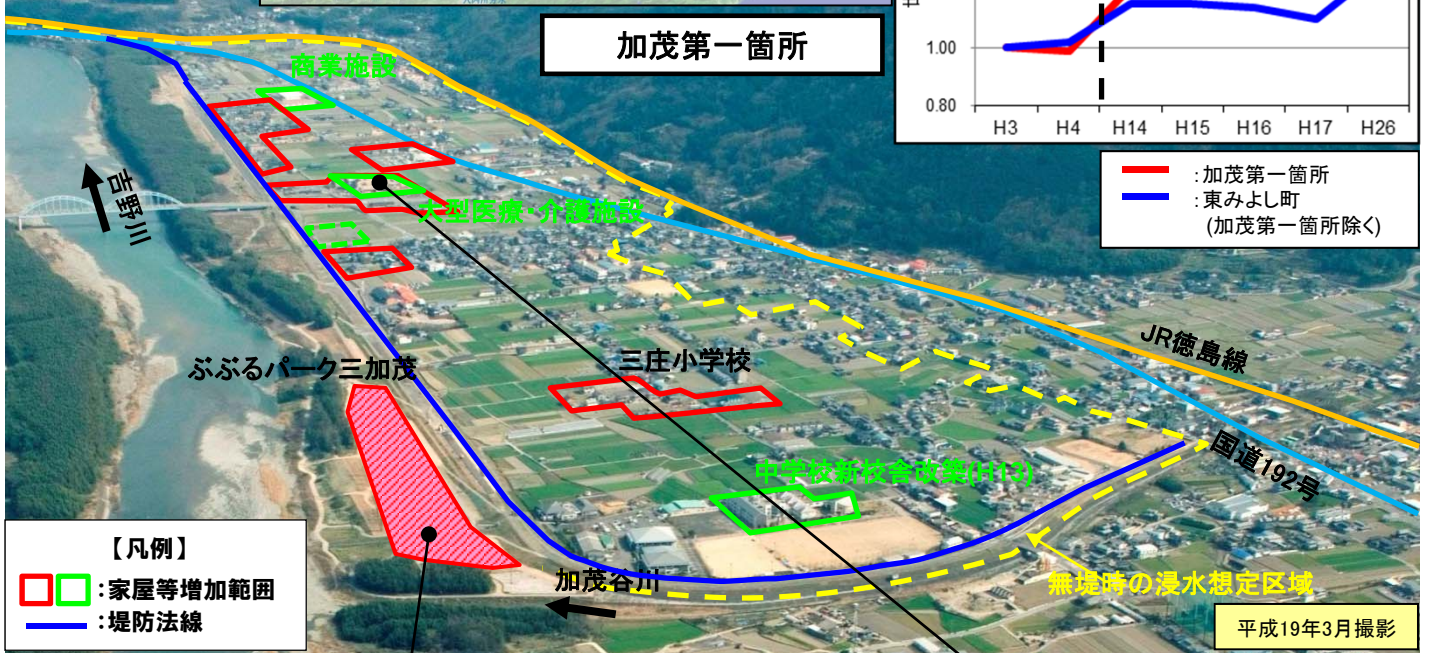 加茂第一箇所
1.00
0.80
H3 H4 H14 H15 H16 H17 H26
:加茂第一箇所
:東みよし町
(加茂第一箇所除く)
商業施設
吉野川
大型医療・介護施設
JR徳島線
三庄小学校
ぶぶるパーク三加茂
国道192号
中学校新校舎改築(H13)
加茂谷川
無堤時の浸水想定区域
【凡例】
:家屋等増加範囲
:堤防法線
平成19年3月撮影